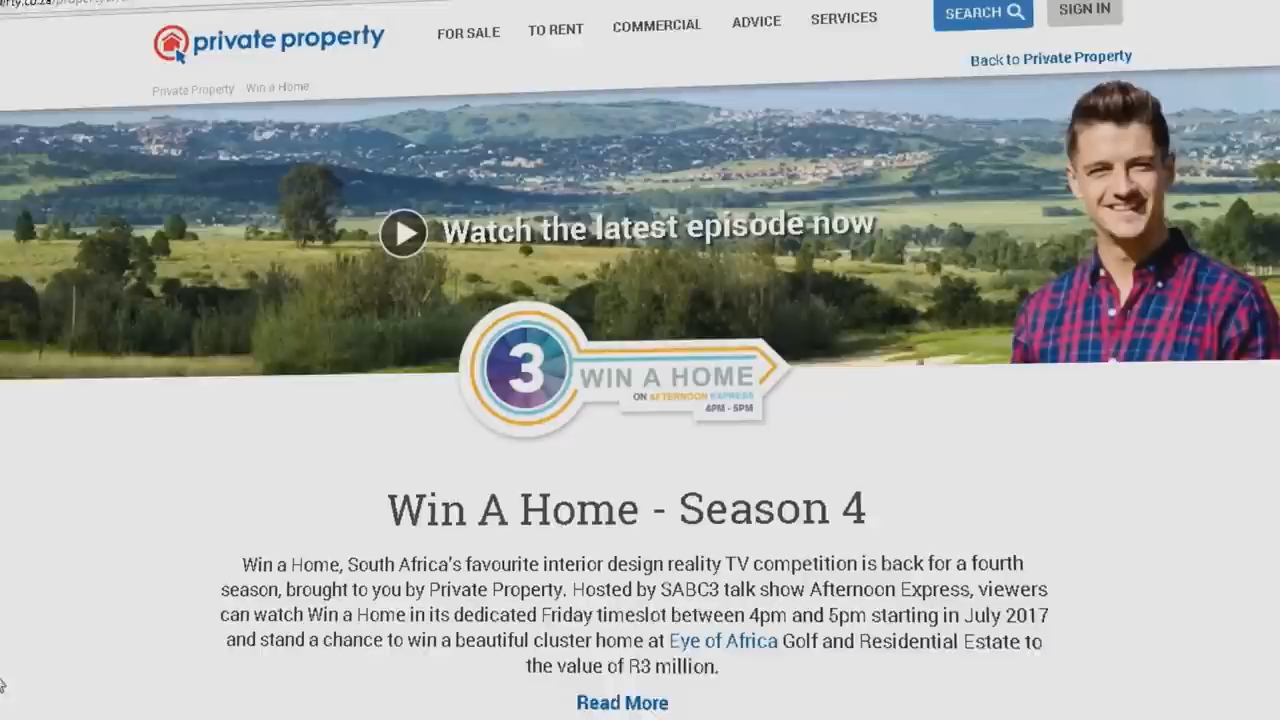 private property
FOR SALE TO RENT COMMERCIAL ADVICE SERVICES SEARCH SIGN IN
Back to Private Property
Private Property Win a Home
Watch the latest episode now
3 WIN A HOME
ON AFTERNOON EXPRESS
4PM - 5PM
Win A Home - Season 4
Win a Home, South Africa's favourite interior design reality TV competition is back for a fourth
season, brought to you by Private Property. Hosted by SABC3 talk show Afternoon Express, viewers
can watch Win a Home in its dedicated Friday timeslot between 4pm and 5pm starting in July 2017
and stand a chance to win a beautiful cluster home at Eye of Africa Golf and Residential Estate to
the value of R3 million.
Read More